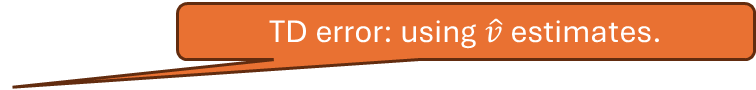 TD error: using v̂ estimates.